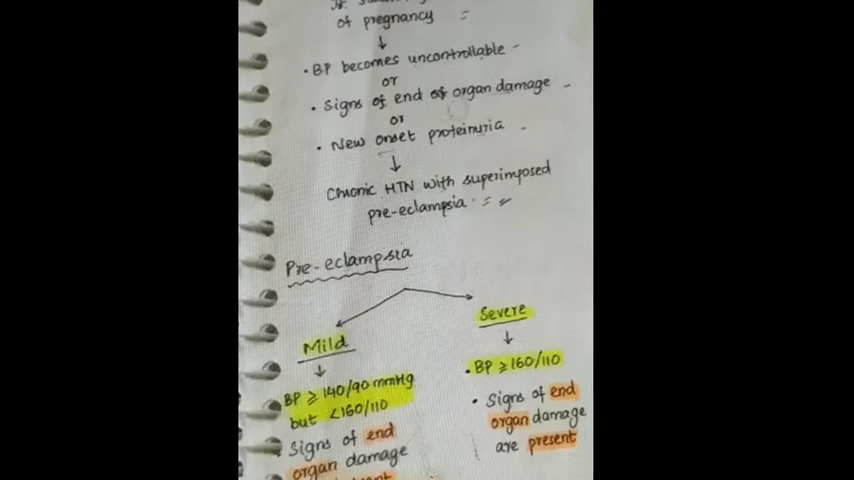 of pregnancy =
↓
• BP becomes uncontrollable -
or
• Signs of end of organ damage -
or
• New onset proteinuria -
↓
Chronic HTN with superimposed
pre-eclampsia
Pre-eclampsia
Mild
↓
BP ≥ 140/90 mmHg
but <160/110
• Signs of end
organ damage
Severe
↓
• BP ≥ 160/110
• Signs of end
organ damage
are present